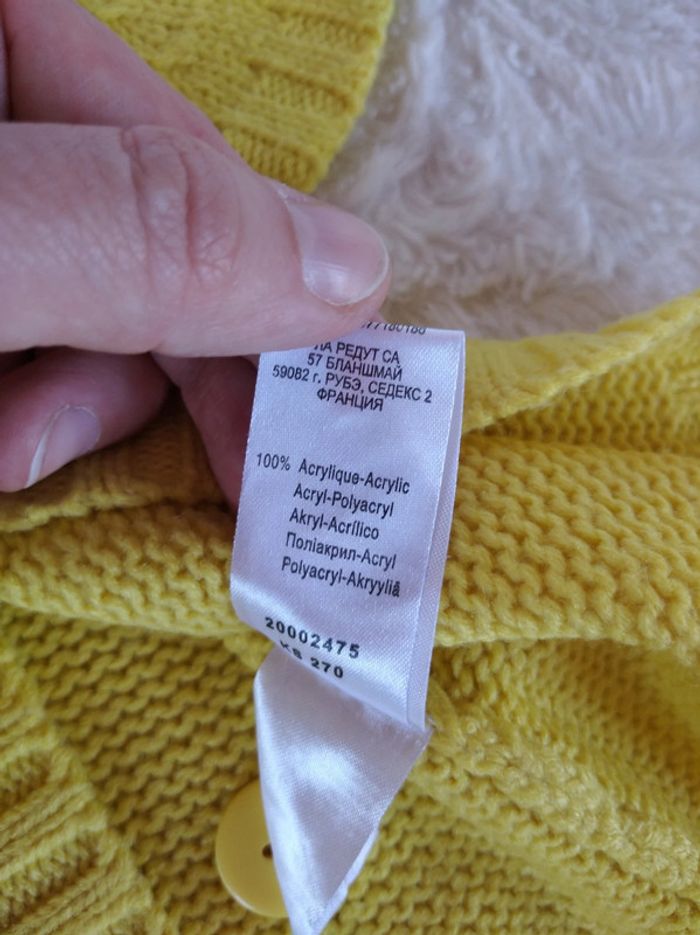 ЛА РЕДУТ СА
57 БЛАНШМАЙ
59082 г. РУБЭ, СЕДЕКС 2
ФРАНЦИЯ
100% Acrylique-Acrylic
Acryl-Polyacryl
Akryl-Acrílico
Поліакрил-Acryl
Polyacryl-Akryyliä
20002475
270